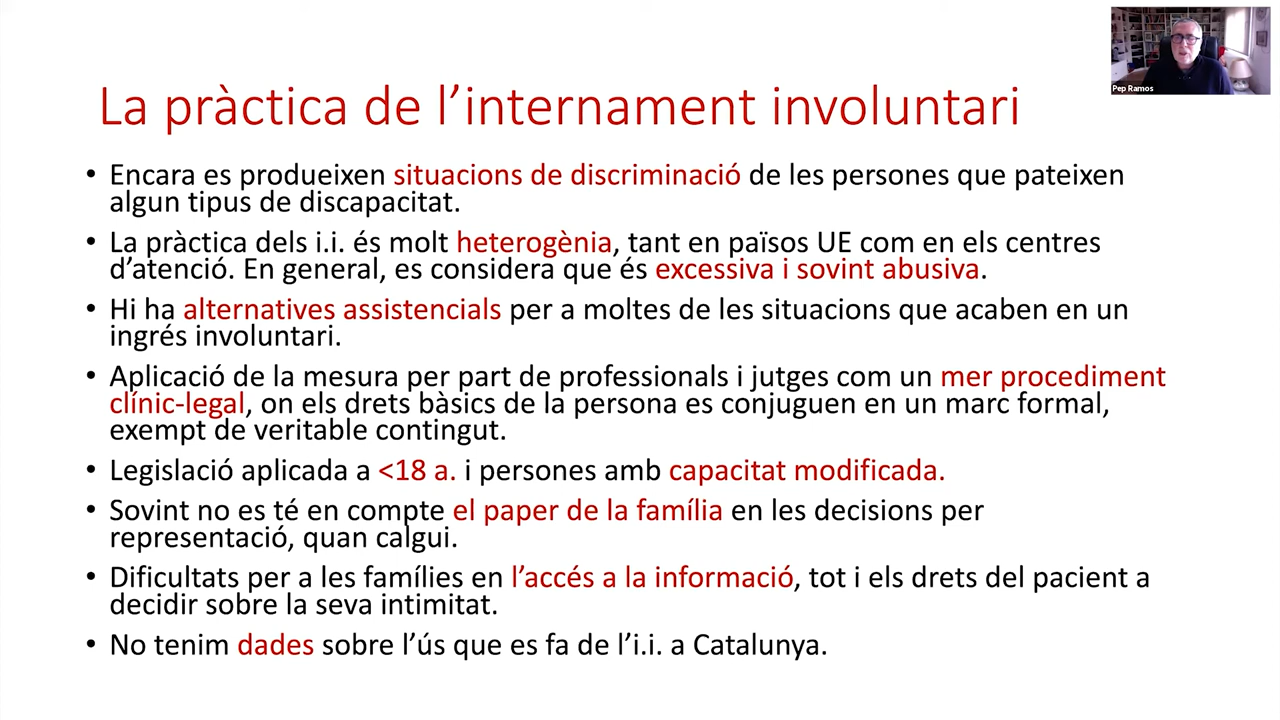 Pep Ramos
La pràctica de l’internament involuntari
• Encara es produeixen situacions de discriminació de les persones que pateixen
algun tipus de discapacitat.
• La pràctica dels i.i. és molt heterogènia, tant en països UE com en els centres
d’atenció. En general, es considera que és excessiva i sovint abusiva.
• Hi ha alternatives assistencials per a moltes de les situacions que acaben en un
ingrés involuntari.
• Aplicació de la mesura per part de professionals i jutges com un mer procediment
clínic-legal, on els drets bàsics de la persona es conjuguen en un marc formal,
exempt de veritable contingut.
• Legislació aplicada a <18 a. i persones amb capacitat modificada.
• Sovint no es té en compte el paper de la família en les decisions per
representació, quan calgui.
• Dificultats per a les famílies en l’accés a la informació, tot i els drets del pacient a
decidir sobre la seva intimitat.
• No tenim dades sobre l’ús que es fa de l’i.i. a Catalunya.